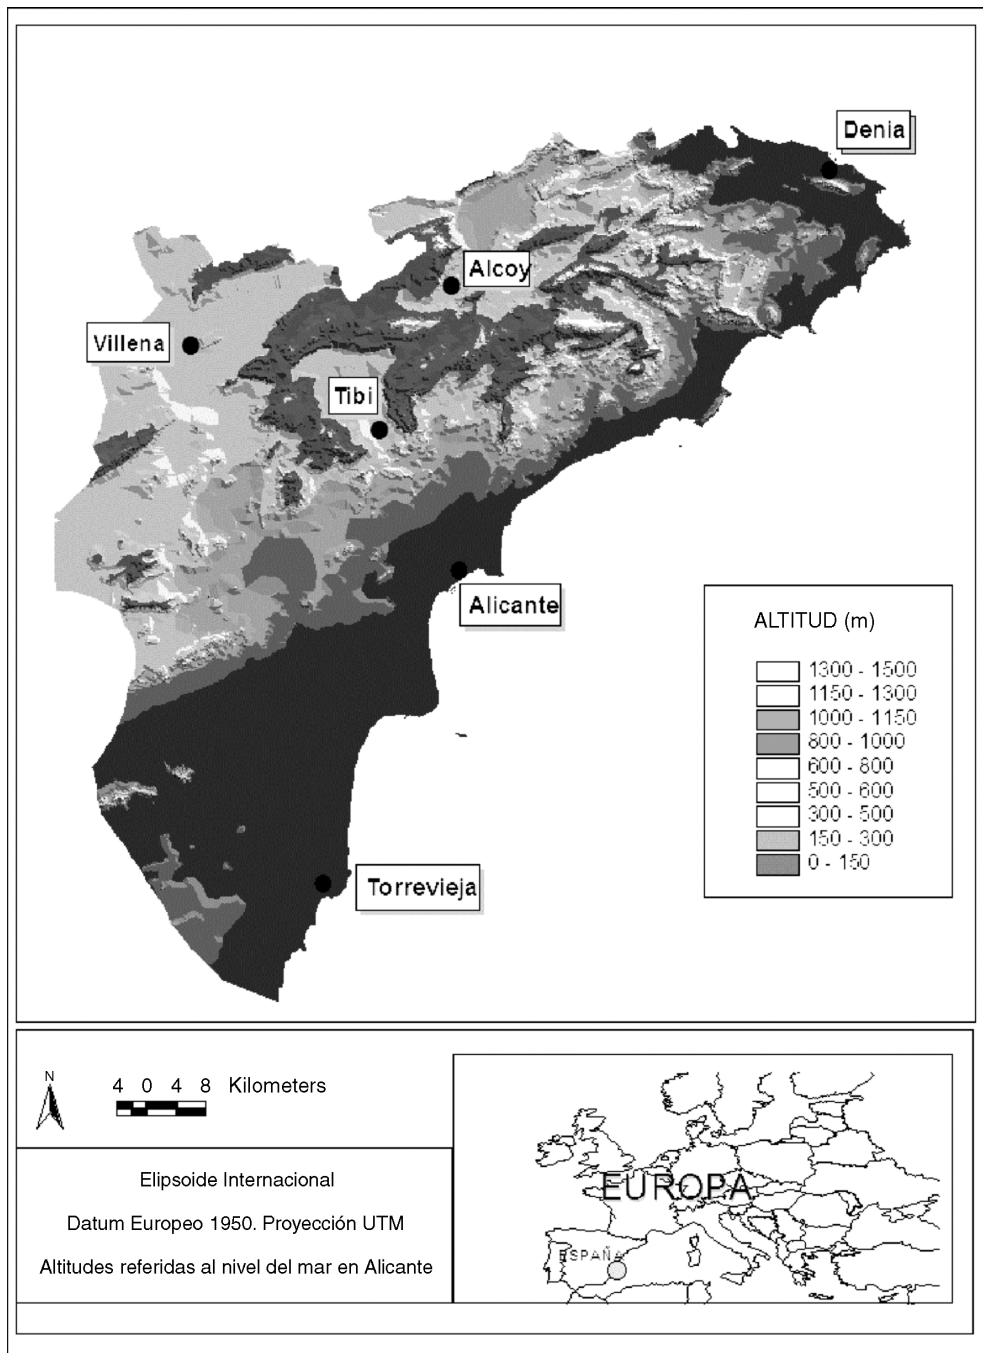 Denia
Alcoy
Villena
Tibi
Alicante
ALTITUD (m)
1300 - 1500
1150 - 1300
1000 - 1150
800 - 1000
600 - 800
500 - 600
300 - 500
150 - 300
0 - 150
Torrevieja
N
4 0 4 8 Kilometers
Elipsoide Internacional
Datum Europeo 1950. Proyección UTM
Altitudes referidas al nivel del mar en Alicante
EUROPA
ESPAÑA